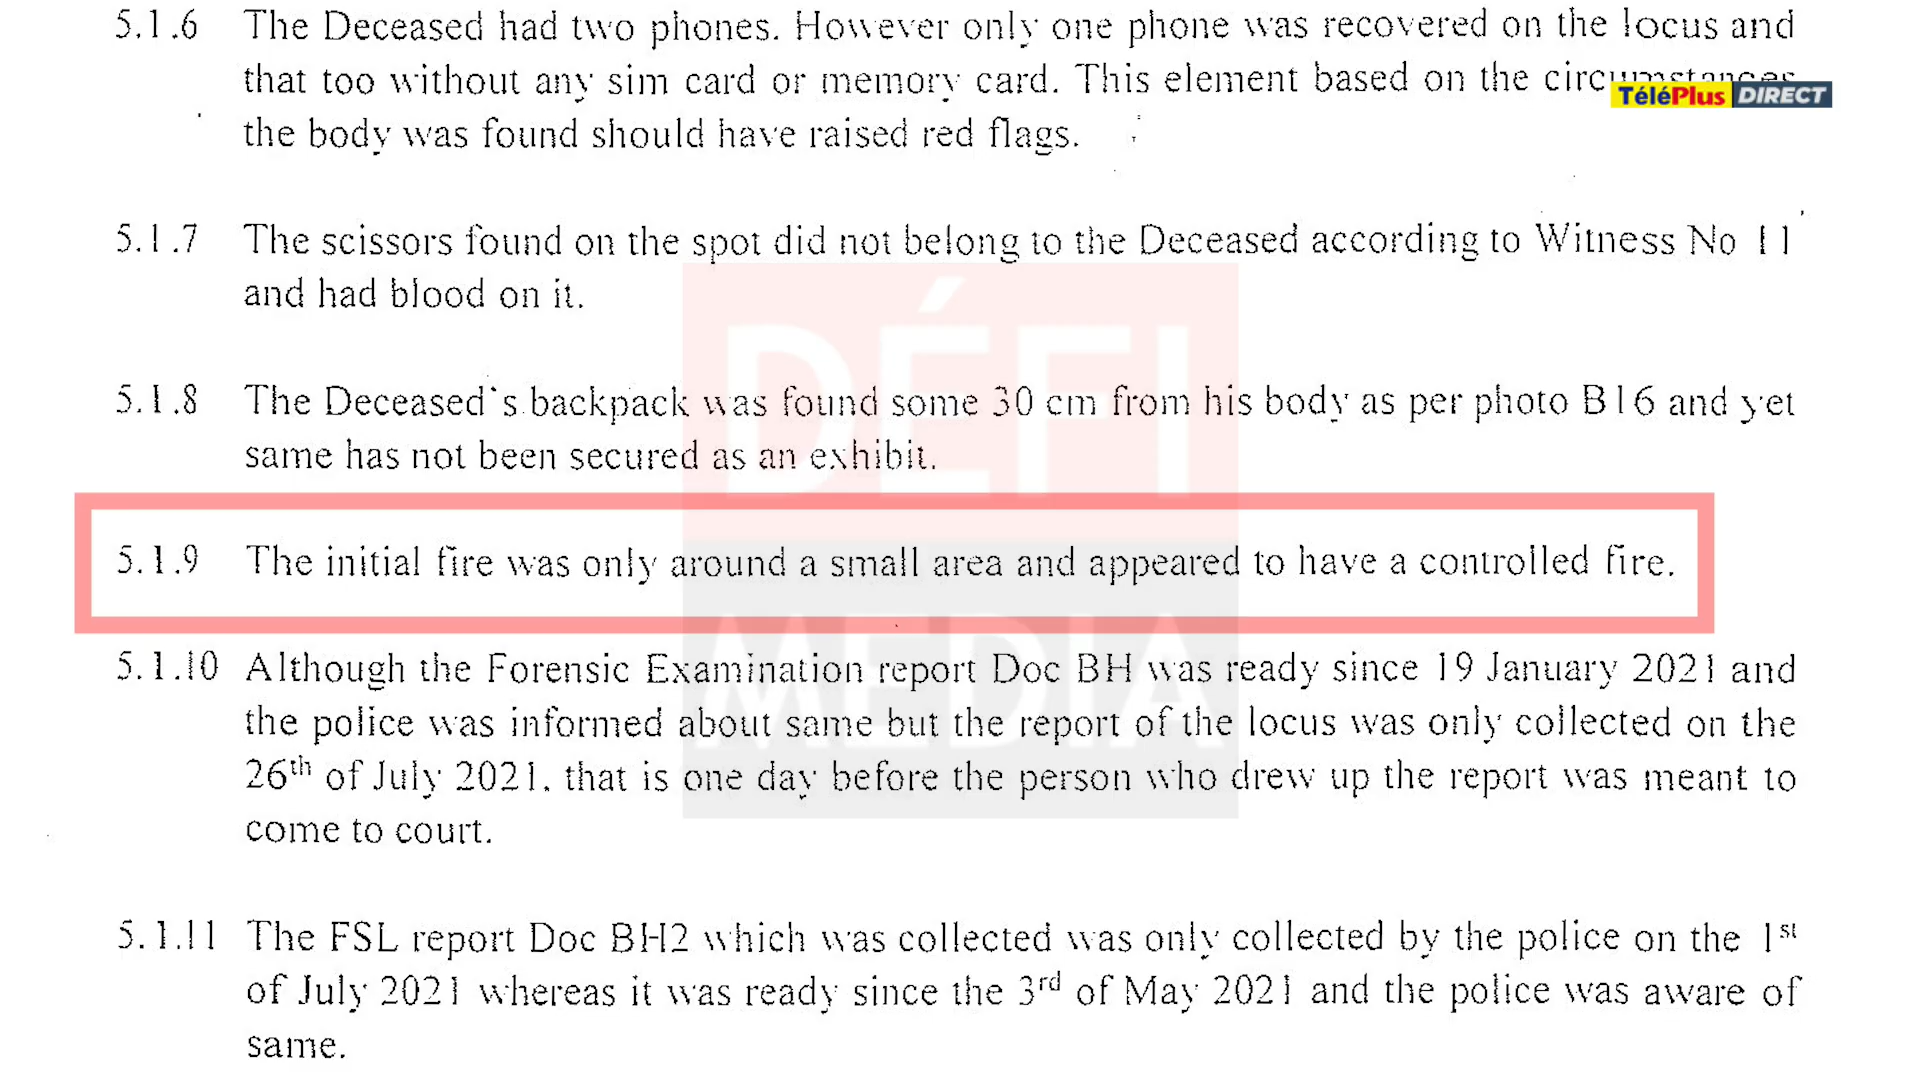 5.1.6 The Deceased had two phones. However only one phone was recovered on the locus and
that too without any sim card or memory card. This element based on the circumstances
TéléPlus DIRECT
the body was found should have raised red flags.
5.1.7 The scissors found on the spot did not belong to the Deceased according to Witness No 11
and had blood on it.
5.1.8 The Deceased's backpack was found some 30 cm from his body as per photo B16 and yet
same has not been secured as an exhibit.
5.1.9 The initial fire was only around a small area and appeared to have a controlled fire.
5.1.10 Although the Forensic Examination report Doc BH was ready since 19 January 2021 and
the police was informed about same but the report of the locus was only collected on the
26th of July 2021, that is one day before the person who drew up the report was meant to
come to court.
5.1.11 The FSL report Doc BH2 which was collected was only collected by the police on the 1st
of July 2021 whereas it was ready since the 3rd of May 2021 and the police was aware of
same.
DÉFI
MEDIA